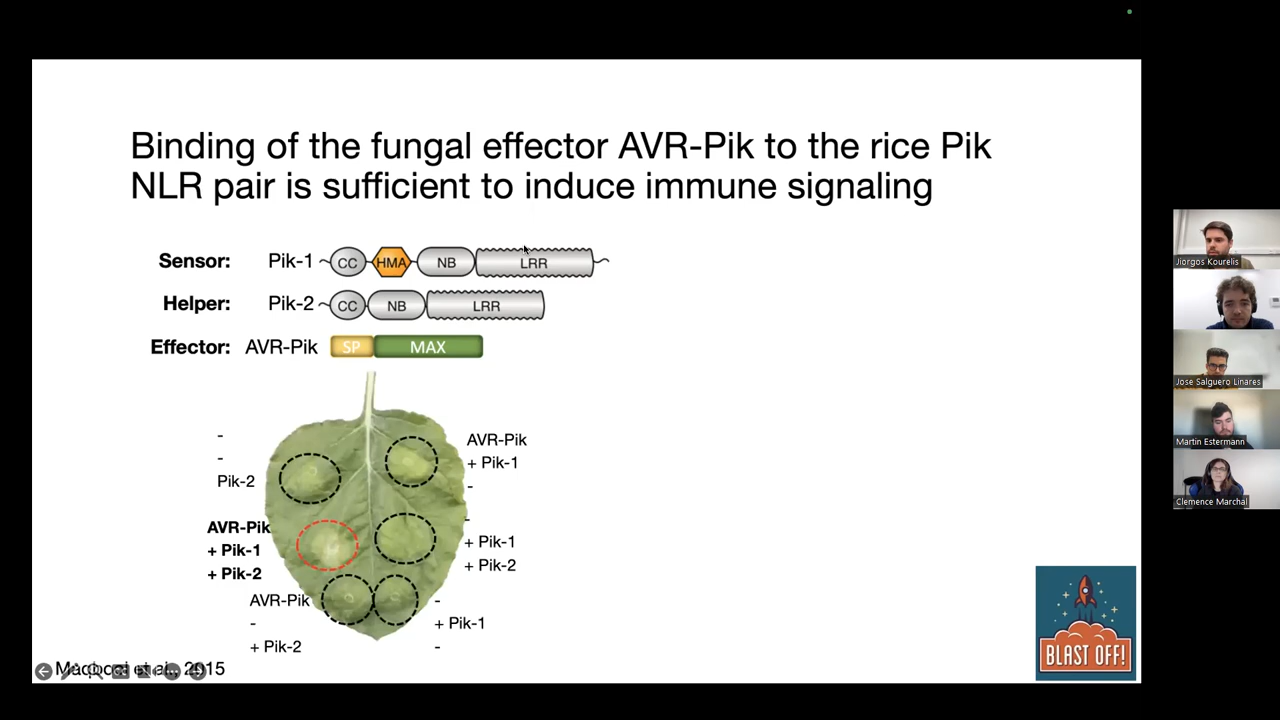 Binding of the fungal effector AVR-Pik to the rice Pik
NLR pair is sufficient to induce immune signaling
Sensor: Pik-1 CC HMA NB LRR
Helper: Pik-2 CC NB LRR
Effector: AVR-Pik SP MAX
-
-
Pik-2
AVR-Pik
+ Pik-1
-
AVR-Pik
+ Pik-1
+ Pik-2
-
+ Pik-1
+ Pik-2
AVR-Pik
-
+ Pik-2
-
+ Pik-1
-
et al., 2015
BLAST OFF!
Jiorgos Kourelis
Jose Salguero Linares
Martin Estermann
Clemence Marchal